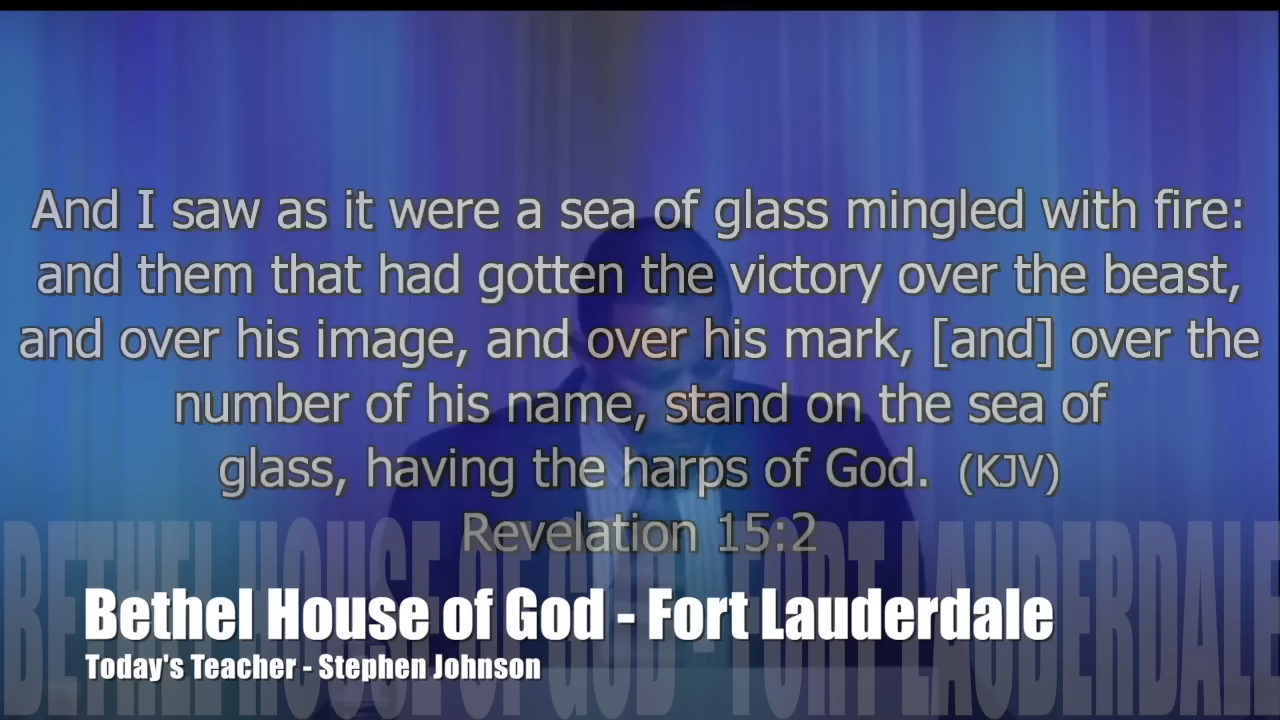 And I saw as it were a sea of glass mingled with fire:
and them that had gotten the victory over the beast,
and over his image, and over his mark, [and] over the
number of his name, stand on the sea of
glass, having the harps of God. (KJV)
Revelation 15:2
BETHEL HOUSE OF GOD - FORT LAUDERDALE
Bethel House of God - Fort Lauderdale
Today's Teacher - Stephen Johnson